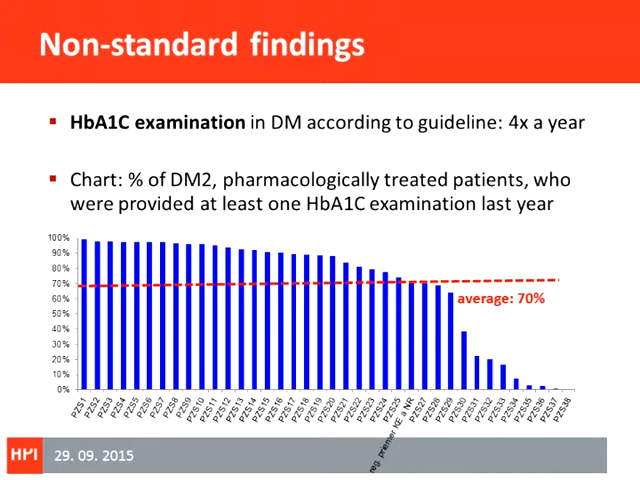 Non-standard findings
HbA1C examination in DM according to guideline: 4x a year
Chart: % of DM2, pharmacologically treated patients, who
were provided at least one HbA1C examination last year
100%
90%
80%
70%
60%
50%
40%
30%
20%
10%
0%
average: 70%
PZS1
PZS2
PZS3
PZS4
PZS5
PZS6
PZS7
PZS8
PZS9
PZS10
PZS11
PZS12
PZS13
PZS14
PZS15
PZS16
PZS17
PZS18
PZS19
PZS20
PZS21
PZS22
PZS23
PZS24
PZS25
reg. priemer KE a NR
PZS27
PZS28
PZS29
PZS30
PZS31
PZS32
PZS33
PZS34
PZS35
PZS36
PZS37
PZS38
HPI
29. 09. 2015